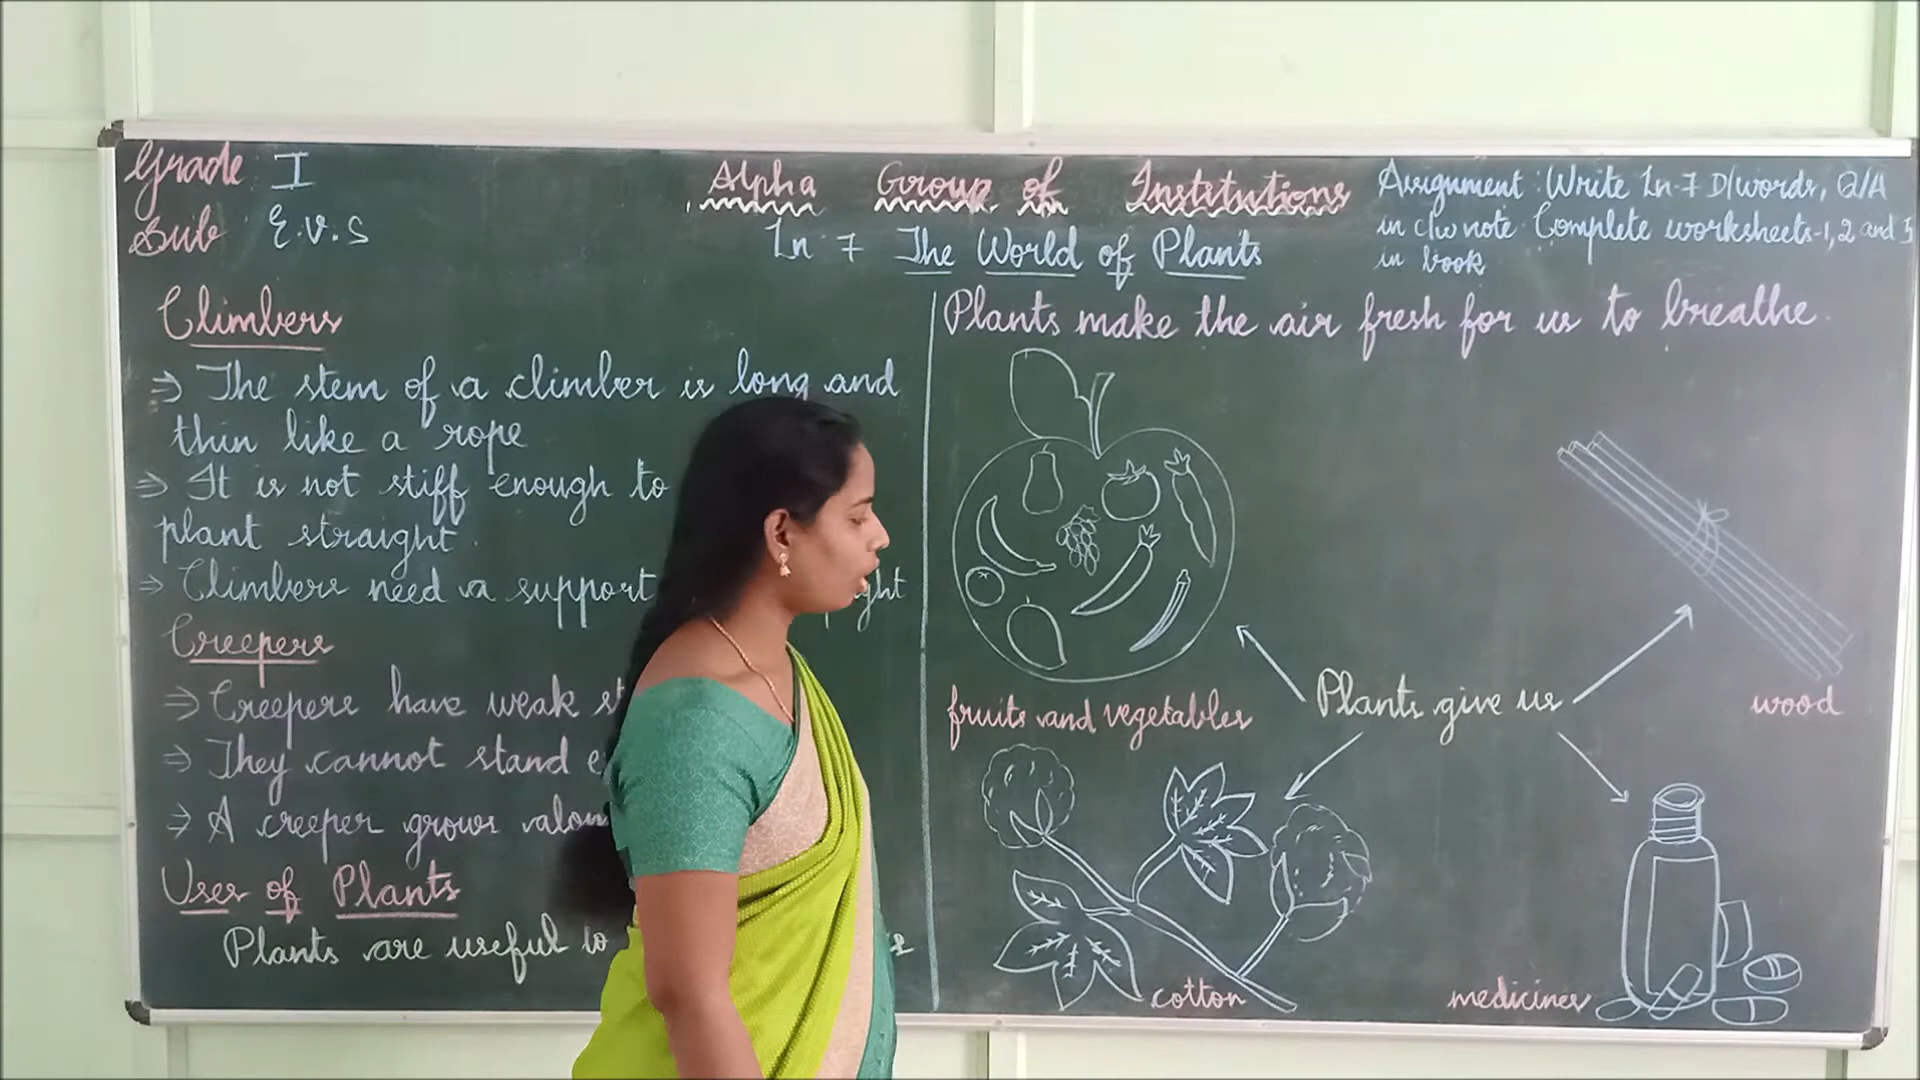 Grade I
Sub E.V.S
Alpha Group of Institutions
Ln 7 The World of Plants
Assignment: Write Ln-7 D/words, Q/A
in c/w note Complete worksheets-1, 2 and 3
in book
Climbers
⇒ The stem of a climber is long and
thin like a rope
⇒ It is not stiff enough to
plant straight.
⇒ Climbers need a support
Creepers
⇒ Creepers have weak
⇒ They cannot stand
⇒ A creeper grows
Uses of Plants
Plants are useful to
Plants make the air fresh for us to breathe.
Plants give us
fruits and vegetables
wood
cotton
medicines